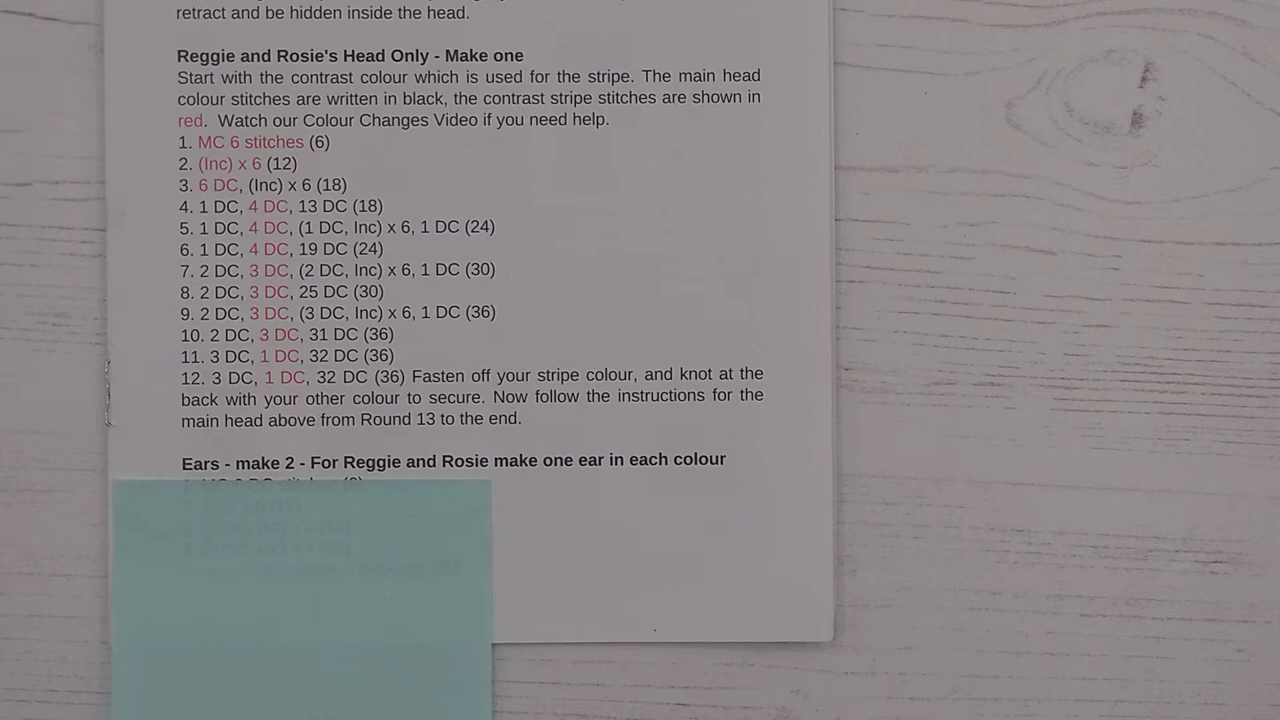 retract and be hidden inside the head.
Reggie and Rosie's Head Only - Make one
Start with the contrast colour which is used for the stripe. The main head
colour stitches are written in black, the contrast stripe stitches are shown in
red. Watch our Colour Changes Video if you need help.
1. MC 6 stitches (6)
2. (Inc) x 6 (12)
3. 6 DC, (Inc) x 6 (18)
4. 1 DC, 4 DC, 13 DC (18)
5. 1 DC, 4 DC, (1 DC, Inc) x 6, 1 DC (24)
6. 1 DC, 4 DC, 19 DC (24)
7. 2 DC, 3 DC, (2 DC, Inc) x 6, 1 DC (30)
8. 2 DC, 3 DC, 25 DC (30)
9. 2 DC, 3 DC, (3 DC, Inc) x 6, 1 DC (36)
10. 2 DC, 3 DC, 31 DC (36)
11. 3 DC, 1 DC, 32 DC (36)
12. 3 DC, 1 DC, 32 DC (36) Fasten off your stripe colour, and knot at the
back with your other colour to secure. Now follow the instructions for the
main head above from Round 13 to the end.
Ears - make 2 - For Reggie and Rosie make one ear in each colour